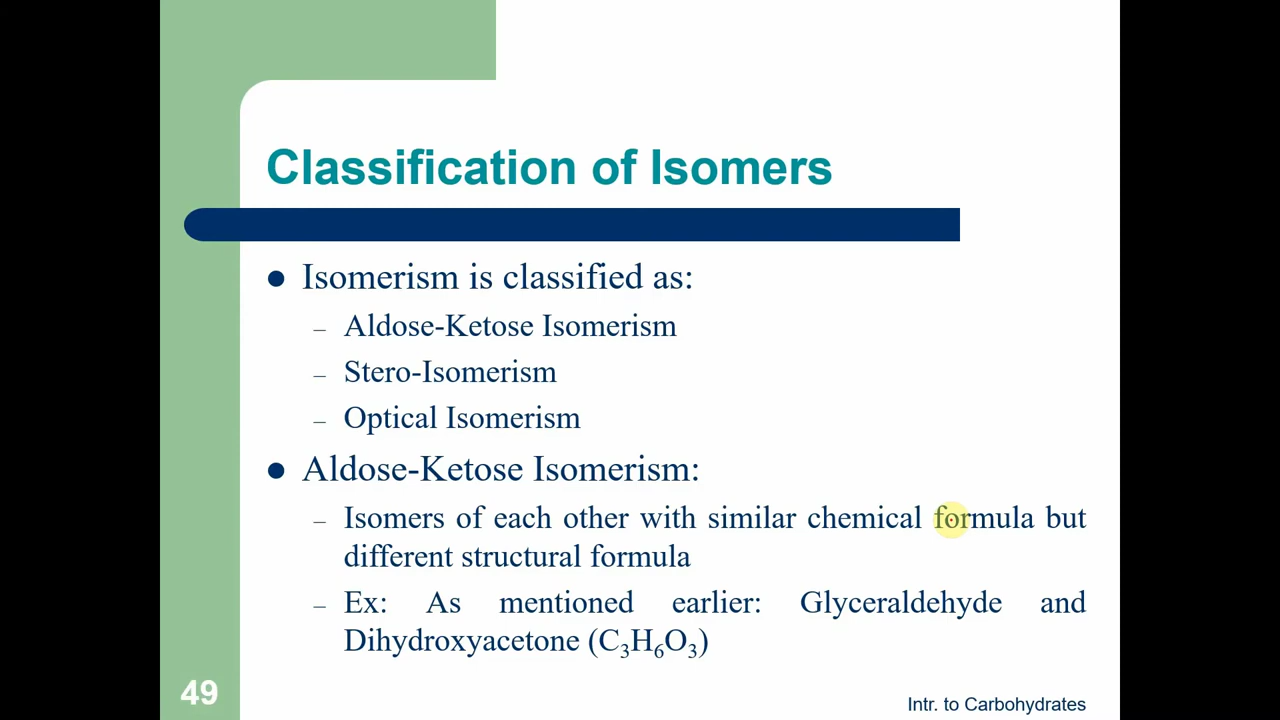 Classification of Isomers
● Isomerism is classified as:
– Aldose-Ketose Isomerism
– Stero-Isomerism
– Optical Isomerism
● Aldose-Ketose Isomerism:
– Isomers of each other with similar chemical formula but
different structural formula
– Ex: As mentioned earlier: Glyceraldehyde and
Dihydroxyacetone (C₃H₆O₃)
49
Intr. to Carbohydrates